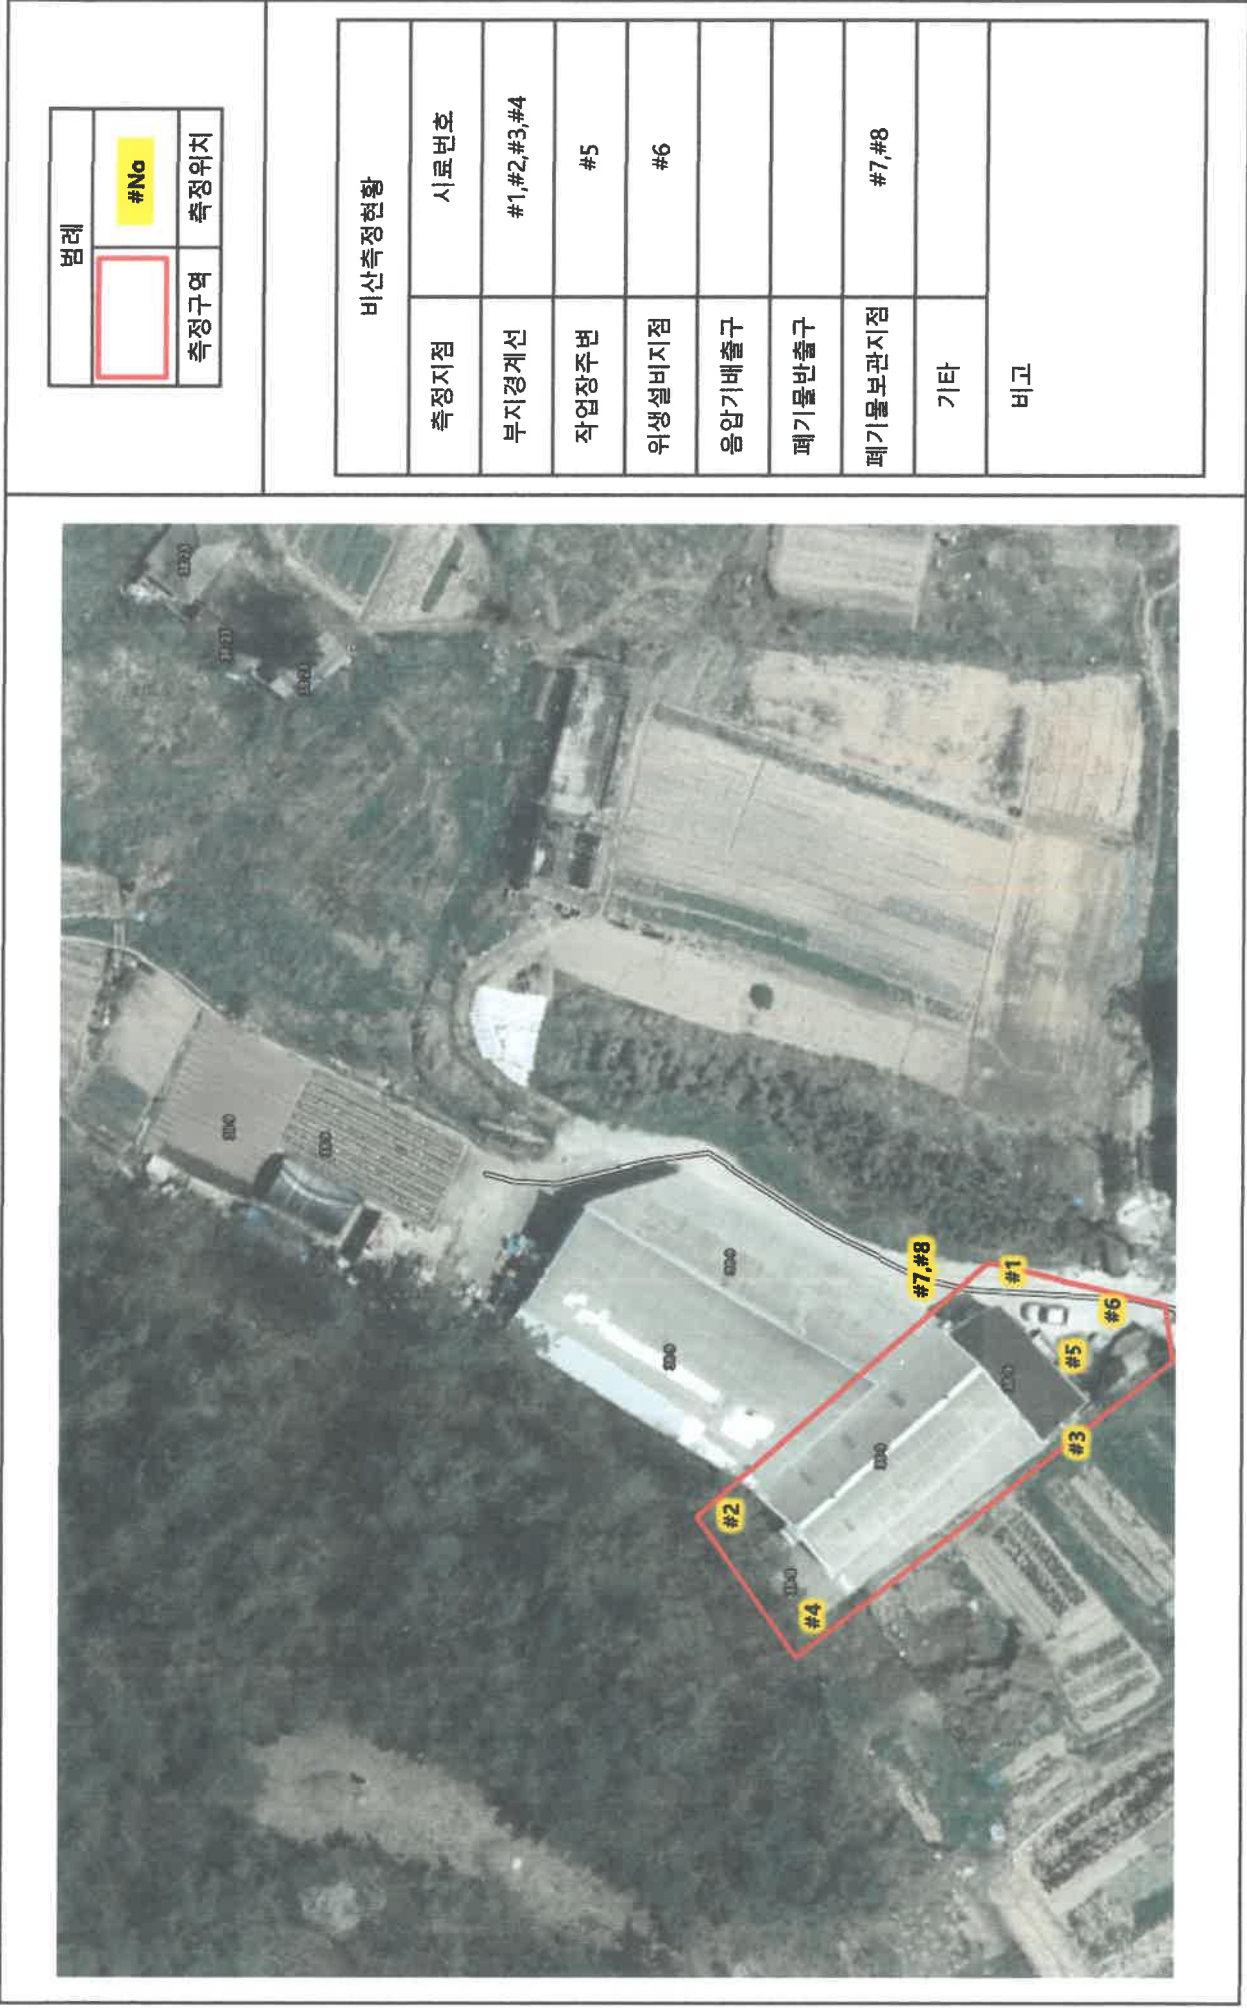 범례
#No
측정구역 측정위치
비산측정현황
측정지점 시료번호
부지경계선 #1,#2,#3,#4
작업장주변 #5
위생설비지점 #6
음압기배출구
폐기물반출구
폐기물보관지점 #7,#8
기타
비고
#7,#8
#1
#6
#5
#3
#2
#4